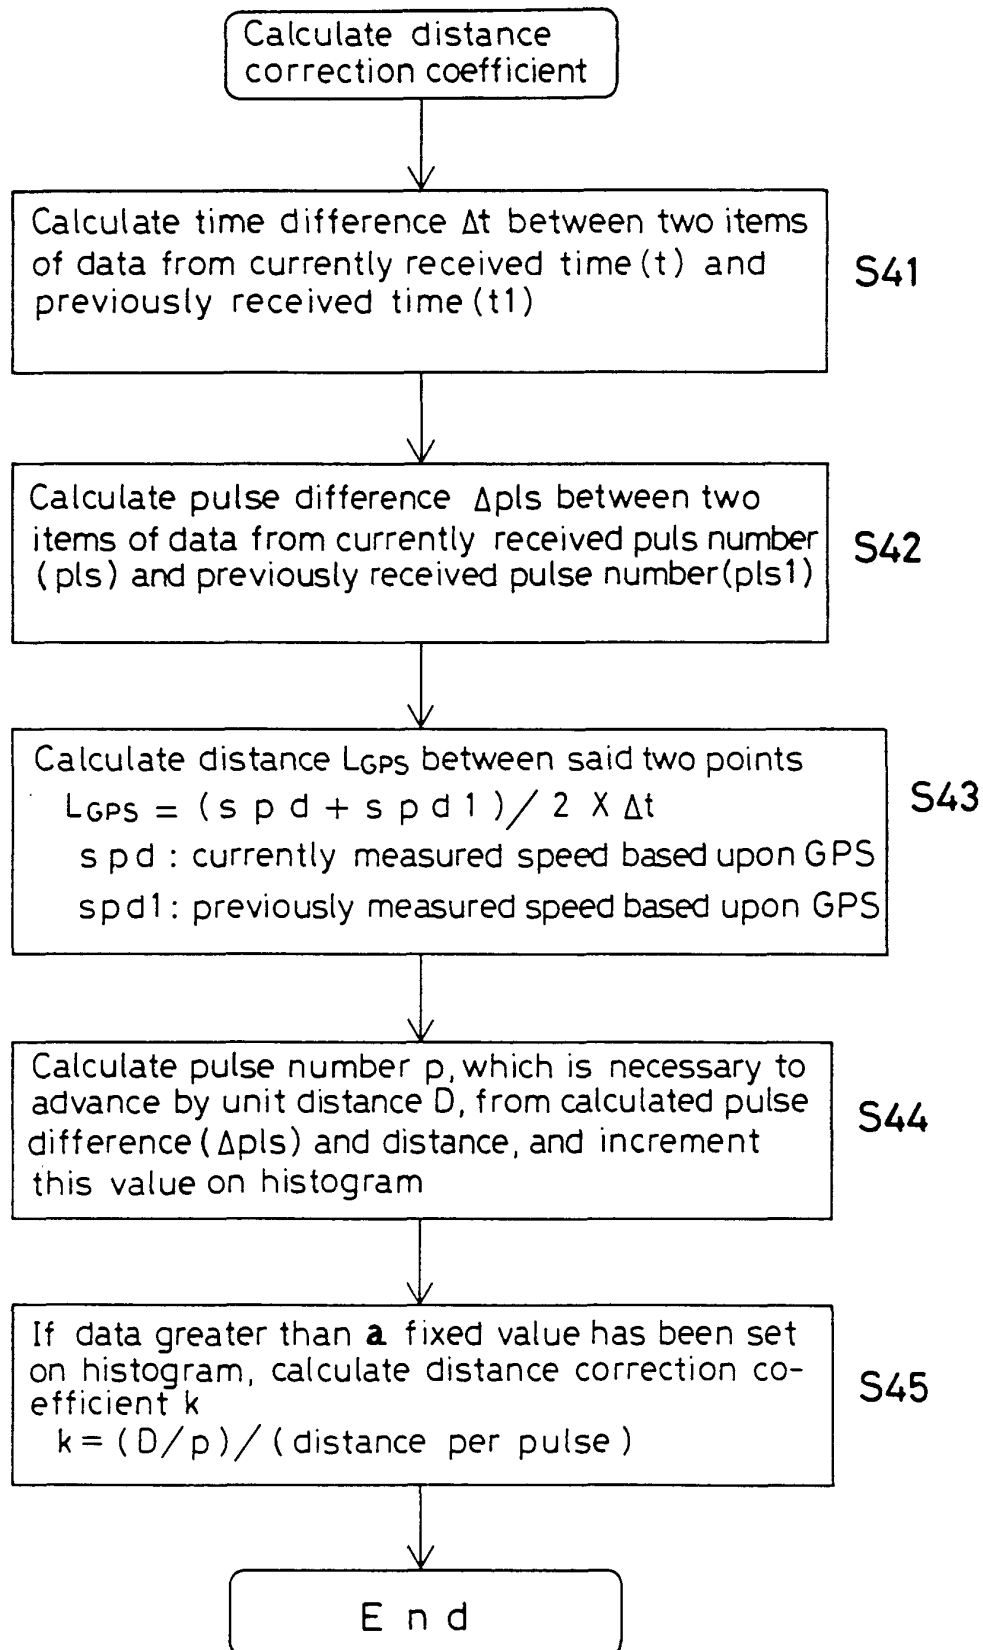 Calculate distance
correction coefficient
Calculate time difference Δt between two items
of data from currently received time(t) and
previously received time(t1)
S41
Calculate pulse difference Δpls between two
items of data from currently received puls number
(pls) and previously received pulse number(pls1)
S42
Calculate distance LGPS between said two points
LGPS = (spd + spd1)/2 X Δt
spd : currently measured speed based upon GPS
spd1 : previously measured speed based upon GPS
S43
Calculate pulse number p, which is necessary to
advance by unit distance D, from calculated pulse
difference(Δpls) and distance, and increment
this value on histogram
S44
If data greater than a fixed value has been set
on histogram, calculate distance correction co-
efficient k
k = (D/p)/(distance per pulse)
S45
End